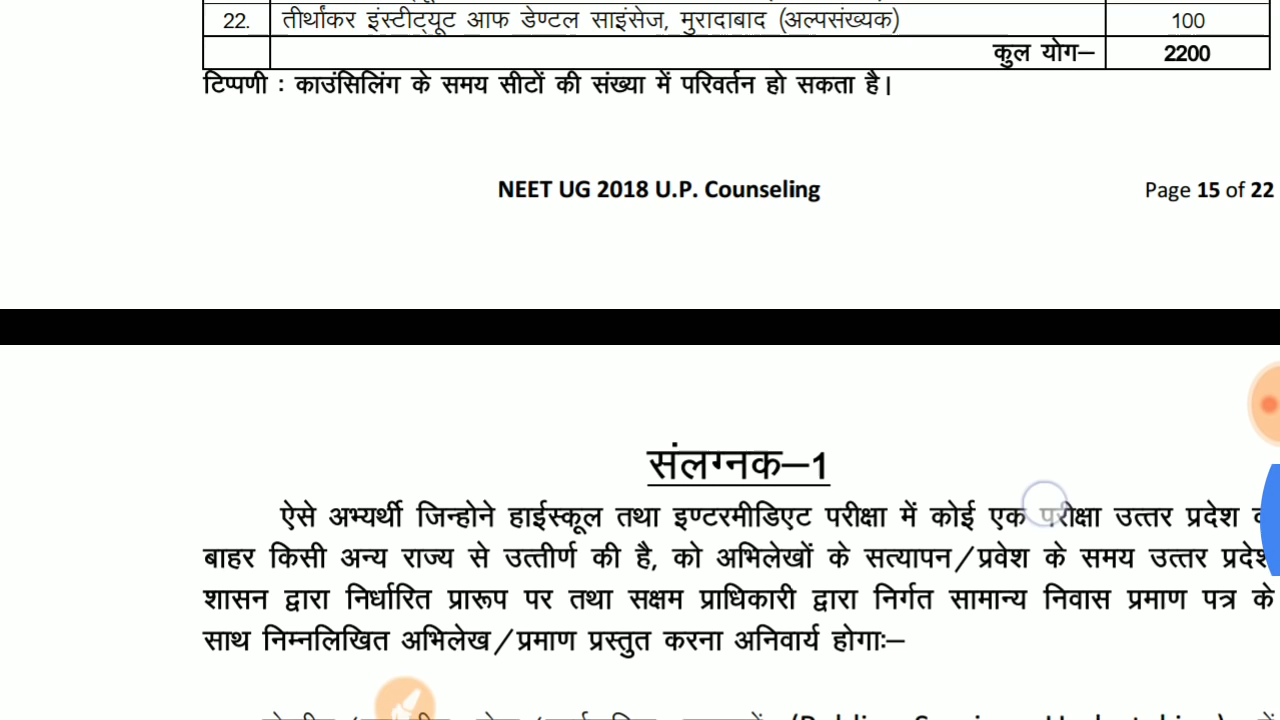 22. तीर्थांकर इंस्टीट्यूट आफ डेण्टल साइंसेज, मुरादाबाद (अल्पसंख्यक) 100
कुल योग– 2200
टिप्पणी : काउंसिलिंग के समय सीटों की संख्या में परिवर्तन हो सकता है।
NEET UG 2018 U.P. Counseling Page 15 of 22
संलग्नक–1
ऐसे अभ्यर्थी जिन्होने हाईस्कूल तथा इण्टरमीडिएट परीक्षा में कोई एक परीक्षा उत्तर प्रदेश
बाहर किसी अन्य राज्य से उत्तीर्ण की है, को अभिलेखों के सत्यापन/प्रवेश के समय उत्तर प्रदेश
शासन द्वारा निर्धारित प्रारूप पर तथा सक्षम प्राधिकारी द्वारा निर्गत सामान्य निवास प्रमाण पत्र के
साथ निम्नलिखित अभिलेख/प्रमाण प्रस्तुत करना अनिवार्य होगाः–